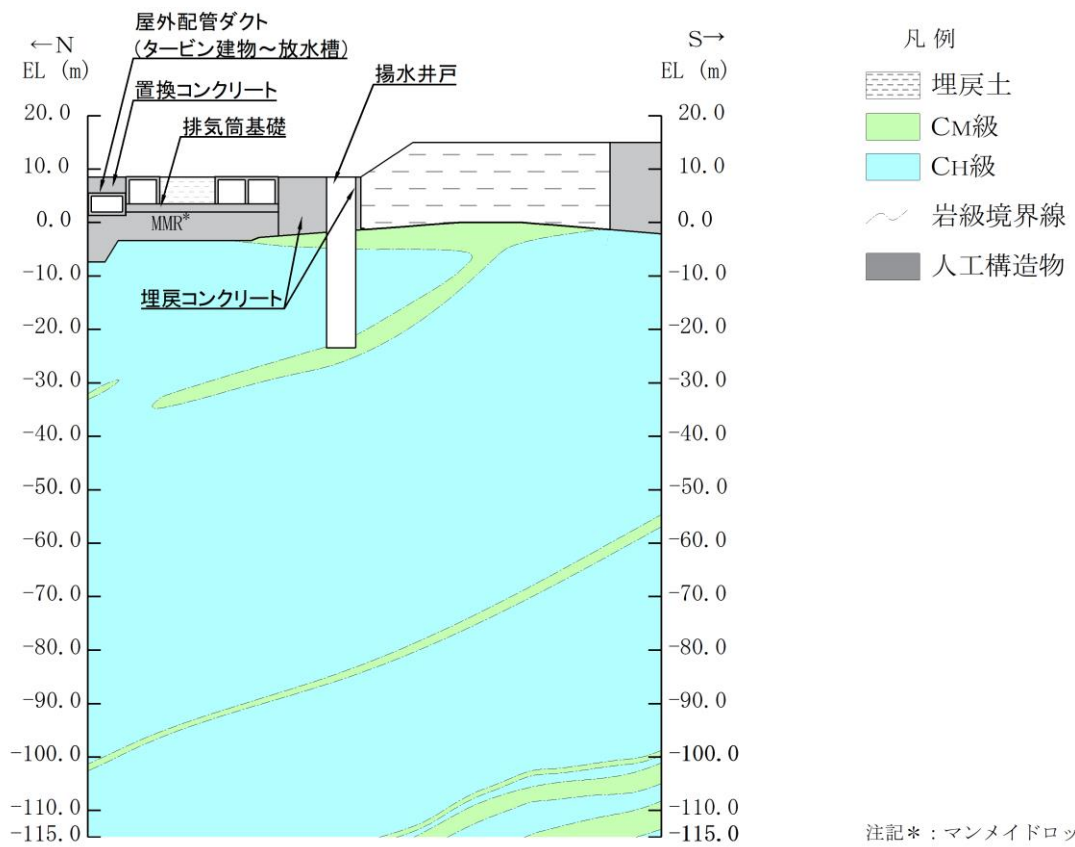 屋外配管ダクト
(タービン建物～放水槽)
←N
EL (m)
置換コンクリート
排気筒基礎
揚水井戸
S→
EL (m)
凡例
埋戻土
CM級
CH級
岩級境界線
人工構造物
MMR*
埋戻コンクリート
20.0
10.0
0.0
-10.0
-20.0
-30.0
-40.0
-50.0
-60.0
-70.0
-80.0
-90.0
-100.0
-110.0
-115.0
20.0
10.0
0.0
-10.0
-20.0
-30.0
-40.0
-50.0
-60.0
-70.0
-80.0
-90.0
-100.0
-110.0
-115.0
注記*:マンメイドロッ